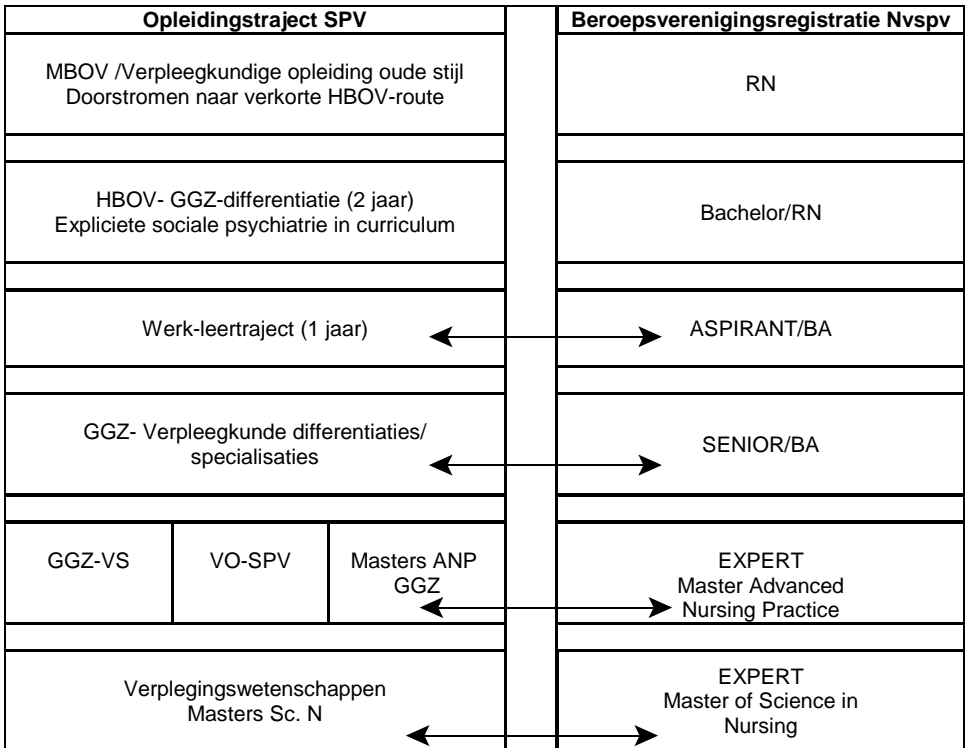 Opleidingstraject SPV
Beroepsverenigingsregistratie Nvspv
MBOV /Verpleegkundige opleiding oude stijl
Doorstromen naar verkorte HBOV-route
RN
HBOV- GGZ-differentiatie (2 jaar)
Expliciete sociale psychiatrie in curriculum
Bachelor/RN
Werk-leertraject (1 jaar)
ASPIRANT/BA
GGZ- Verpleegkunde differentiaties/
specialisaties
SENIOR/BA
GGZ-VS
VO-SPV
Masters ANP
GGZ
EXPERT
Master Advanced
Nursing Practice
Verplegingswetenschappen
Masters Sc. N
EXPERT
Master of Science in
Nursing